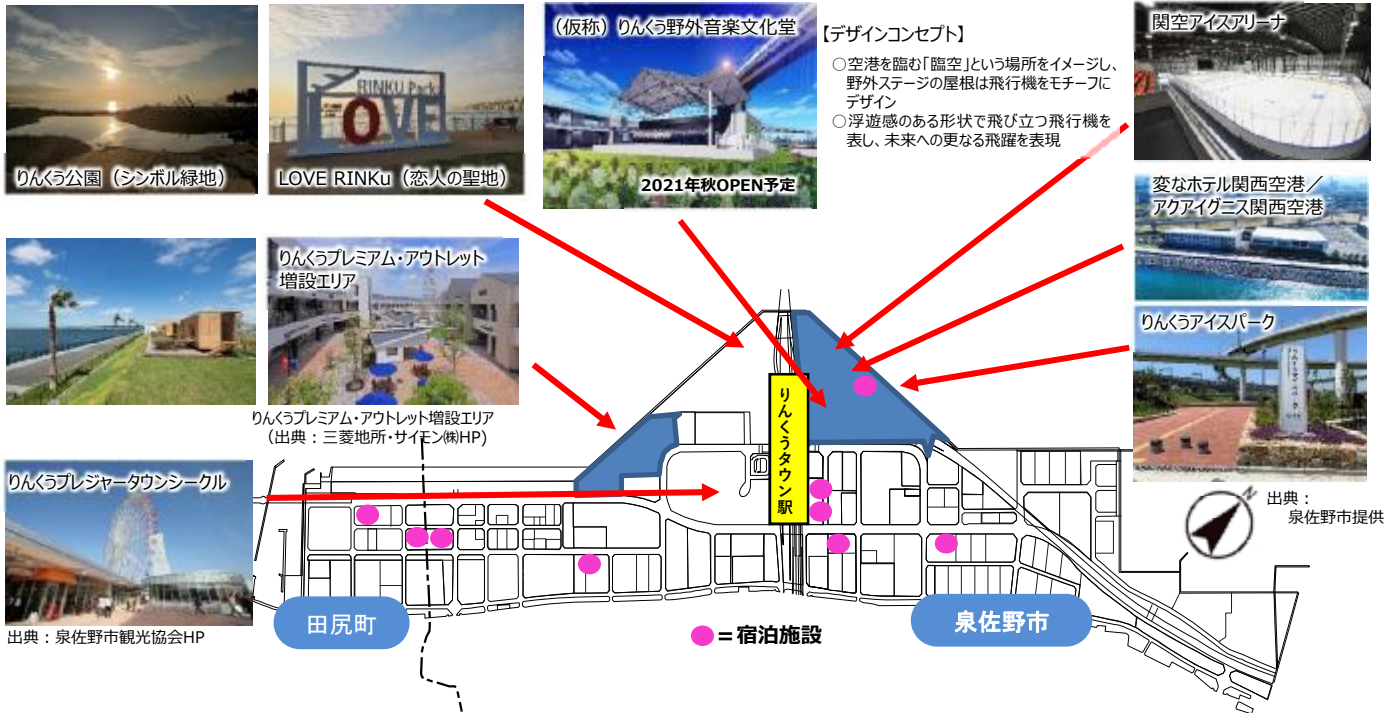 りんくう公園（シンボル緑地）
RINKU Park
LOVE
LOVE RINKu（恋人の聖地）
（仮称）りんくう野外音楽文化堂
2021年秋OPEN予定
【デザインコンセプト】
○空港を臨む「臨空」という場所をイメージし、
野外ステージの屋根は飛行機をモチーフに
デザイン
○浮遊感のある形状で飛び立つ飛行機を
表し、未来への更なる飛躍を表現
関空アイスアリーナ
変なホテル関西空港／
アクアイグニス関西空港
りんくうアイスパーク
りんくうアイスパーク
出典：
泉佐野市提供
りんくうプレミアム・アウトレット
増設エリア
りんくうプレミアム・アウトレット増設エリア
（出典：三菱地所・サイモン㈱HP)
りんくうプレジャータウンシークル
出典：泉佐野市観光協会HP
りんくうタウン駅
N
田尻町
泉佐野市
＝宿泊施設